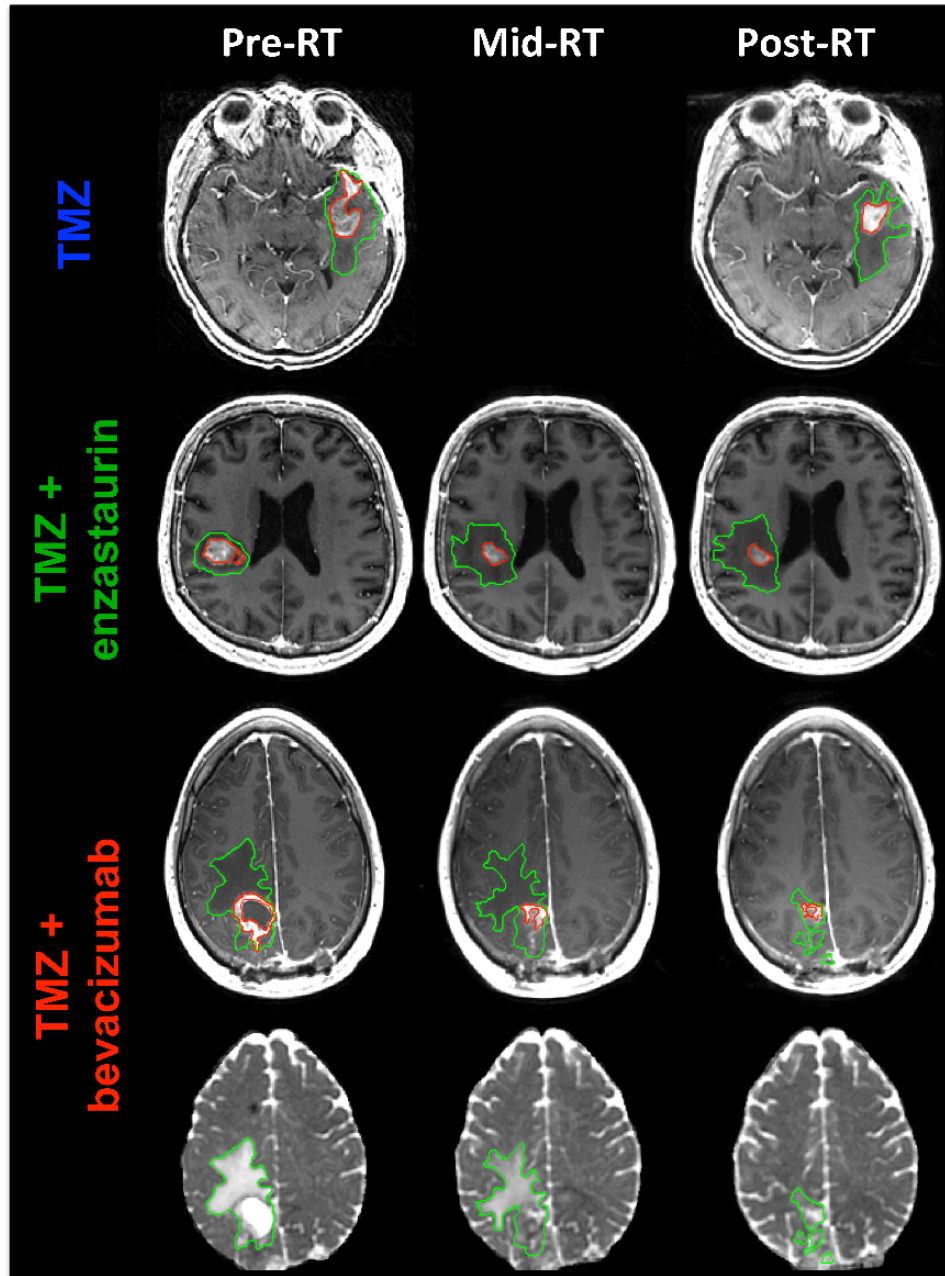 Pre-RT Mid-RT Post-RT
TMZ
TMZ +
enzastaurin
TMZ +
bevacizumab